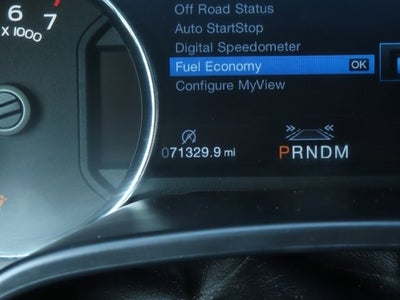 Off Road Status
Auto StartStop
Digital Speedometer
Fuel Economy OK
Configure MyView
6 7
x 1000
071329.9 mi
PRNDM